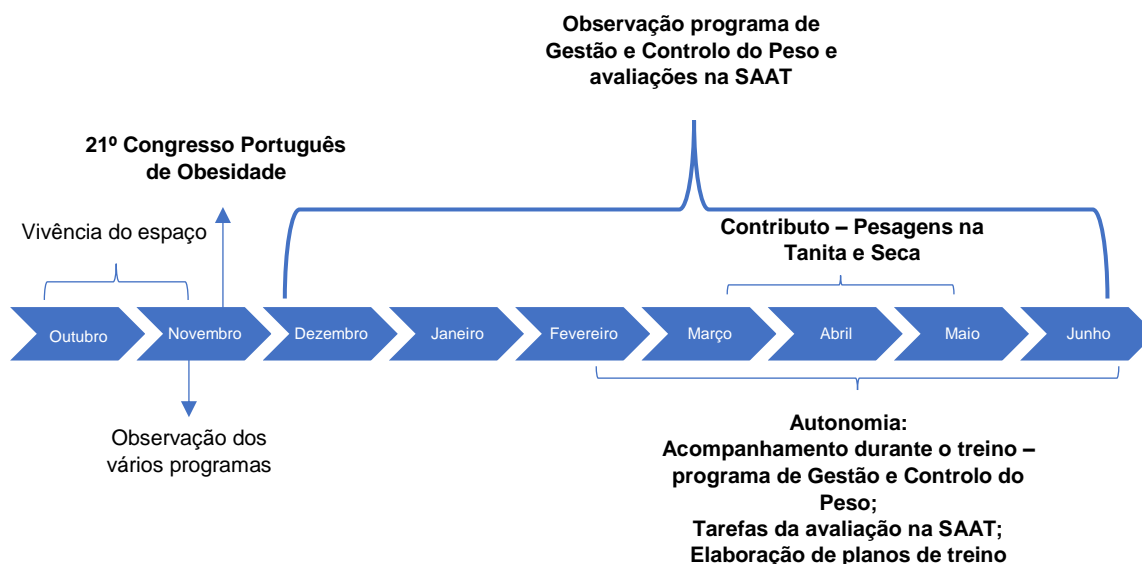 Observação programa de
Gestão e Controlo do Peso e
avaliações na SAAT
21º Congresso Português
de Obesidade
Vivência do espaço
Contributo – Pesagens na
Tanita e Seca
Outubro
Novembro
Dezembro
Janeiro
Fevereiro
Março
Abril
Maio
Junho
Observação dos
vários programas
Autonomia:
Acompanhamento durante o treino –
programa de Gestão e Controlo do
Peso;
Tarefas da avaliação na SAAT;
Elaboração de planos de treino